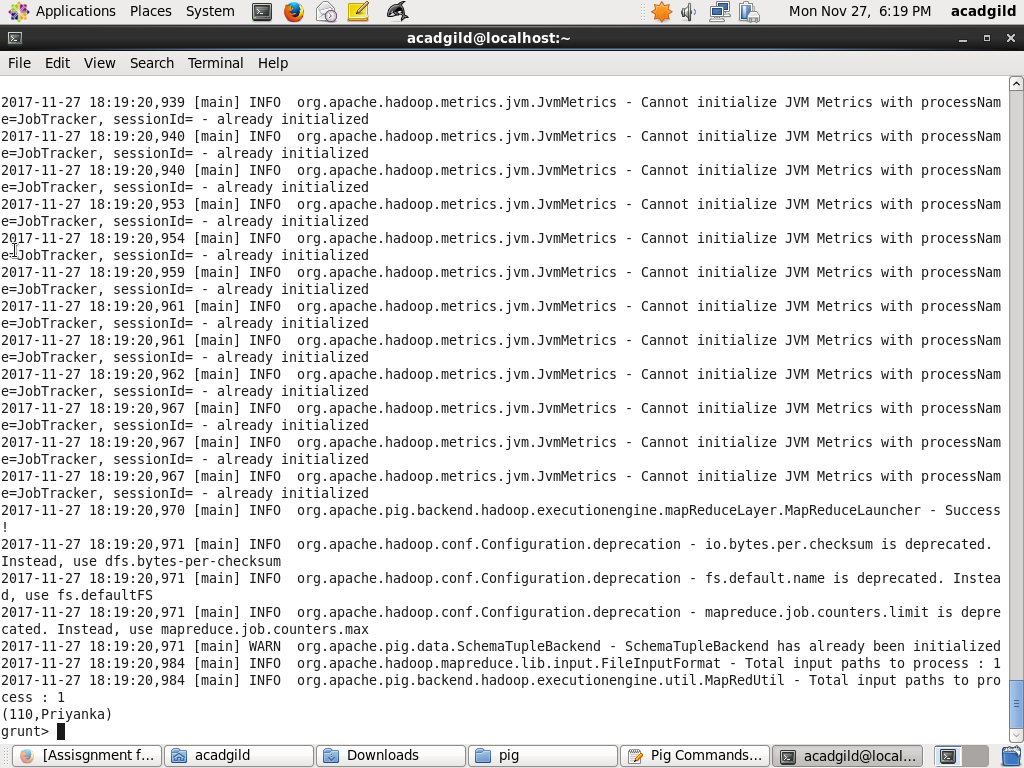 Applications Places System Mon Nov 27, 6:19 PM acadgild
acadgild@localhost:~
File Edit View Search Terminal Help
2017-11-27 18:19:20,939 [main] INFO  org.apache.hadoop.metrics.jvm.JvmMetrics - Cannot initialize JVM Metrics with processNam
e=JobTracker, sessionId= - already initialized
2017-11-27 18:19:20,940 [main] INFO  org.apache.hadoop.metrics.jvm.JvmMetrics - Cannot initialize JVM Metrics with processNam
e=JobTracker, sessionId= - already initialized
2017-11-27 18:19:20,940 [main] INFO  org.apache.hadoop.metrics.jvm.JvmMetrics - Cannot initialize JVM Metrics with processNam
e=JobTracker, sessionId= - already initialized
2017-11-27 18:19:20,953 [main] INFO  org.apache.hadoop.metrics.jvm.JvmMetrics - Cannot initialize JVM Metrics with processNam
e=JobTracker, sessionId= - already initialized
2017-11-27 18:19:20,954 [main] INFO  org.apache.hadoop.metrics.jvm.JvmMetrics - Cannot initialize JVM Metrics with processNam
e=JobTracker, sessionId= - already initialized
2017-11-27 18:19:20,959 [main] INFO  org.apache.hadoop.metrics.jvm.JvmMetrics - Cannot initialize JVM Metrics with processNam
e=JobTracker, sessionId= - already initialized
2017-11-27 18:19:20,961 [main] INFO  org.apache.hadoop.metrics.jvm.JvmMetrics - Cannot initialize JVM Metrics with processNam
e=JobTracker, sessionId= - already initialized
2017-11-27 18:19:20,961 [main] INFO  org.apache.hadoop.metrics.jvm.JvmMetrics - Cannot initialize JVM Metrics with processNam
e=JobTracker, sessionId= - already initialized
2017-11-27 18:19:20,962 [main] INFO  org.apache.hadoop.metrics.jvm.JvmMetrics - Cannot initialize JVM Metrics with processNam
e=JobTracker, sessionId= - already initialized
2017-11-27 18:19:20,967 [main] INFO  org.apache.hadoop.metrics.jvm.JvmMetrics - Cannot initialize JVM Metrics with processNam
e=JobTracker, sessionId= - already initialized
2017-11-27 18:19:20,967 [main] INFO  org.apache.hadoop.metrics.jvm.JvmMetrics - Cannot initialize JVM Metrics with processNam
e=JobTracker, sessionId= - already initialized
2017-11-27 18:19:20,967 [main] INFO  org.apache.hadoop.metrics.jvm.JvmMetrics - Cannot initialize JVM Metrics with processNam
e=JobTracker, sessionId= - already initialized
2017-11-27 18:19:20,970 [main] INFO  org.apache.pig.backend.hadoop.executionengine.mapReduceLayer.MapReduceLauncher - Success
!
2017-11-27 18:19:20,971 [main] INFO  org.apache.hadoop.conf.Configuration.deprecation - io.bytes.per.checksum is deprecated.
Instead, use dfs.bytes-per-checksum
2017-11-27 18:19:20,971 [main] INFO  org.apache.hadoop.conf.Configuration.deprecation - fs.default.name is deprecated. Instea
d, use fs.defaultFS
2017-11-27 18:19:20,971 [main] INFO  org.apache.hadoop.conf.Configuration.deprecation - mapreduce.job.counters.limit is depre
cated. Instead, use mapreduce.job.counters.max
2017-11-27 18:19:20,971 [main] WARN  org.apache.pig.data.SchemaTupleBackend - SchemaTupleBackend has already been initialized
2017-11-27 18:19:20,984 [main] INFO  org.apache.hadoop.mapreduce.lib.input.FileInputFormat - Total input paths to process : 1
2017-11-27 18:19:20,984 [main] INFO  org.apache.pig.backend.hadoop.executionengine.util.MapRedUtil - Total input paths to pro
cess : 1
(110,Priyanka)
grunt>
[Assisgnment f... acadgild Downloads pig Pig Commands... acadgild@local...